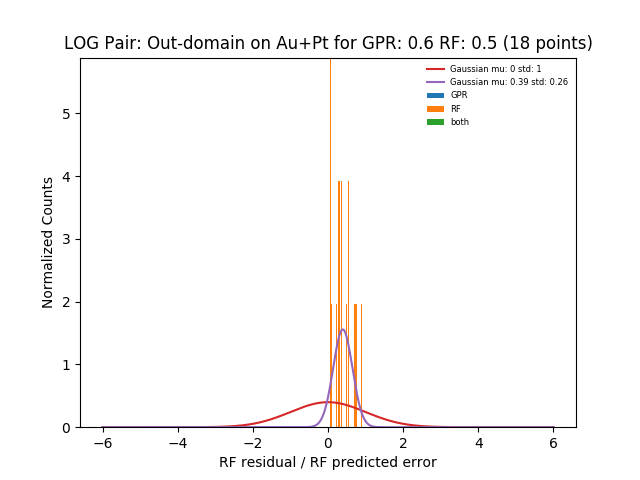 LOG Pair: Out-domain on Au+Pt for GPR: 0.6 RF: 0.5 (18 points)
Gaussian mu: 0 std: 1
Gaussian mu: 0.39 std: 0.26
GPR
RF
both
Normalized Counts
5
4
3
2
1
0
−6 −4 −2 0 2 4 6
RF residual / RF predicted error